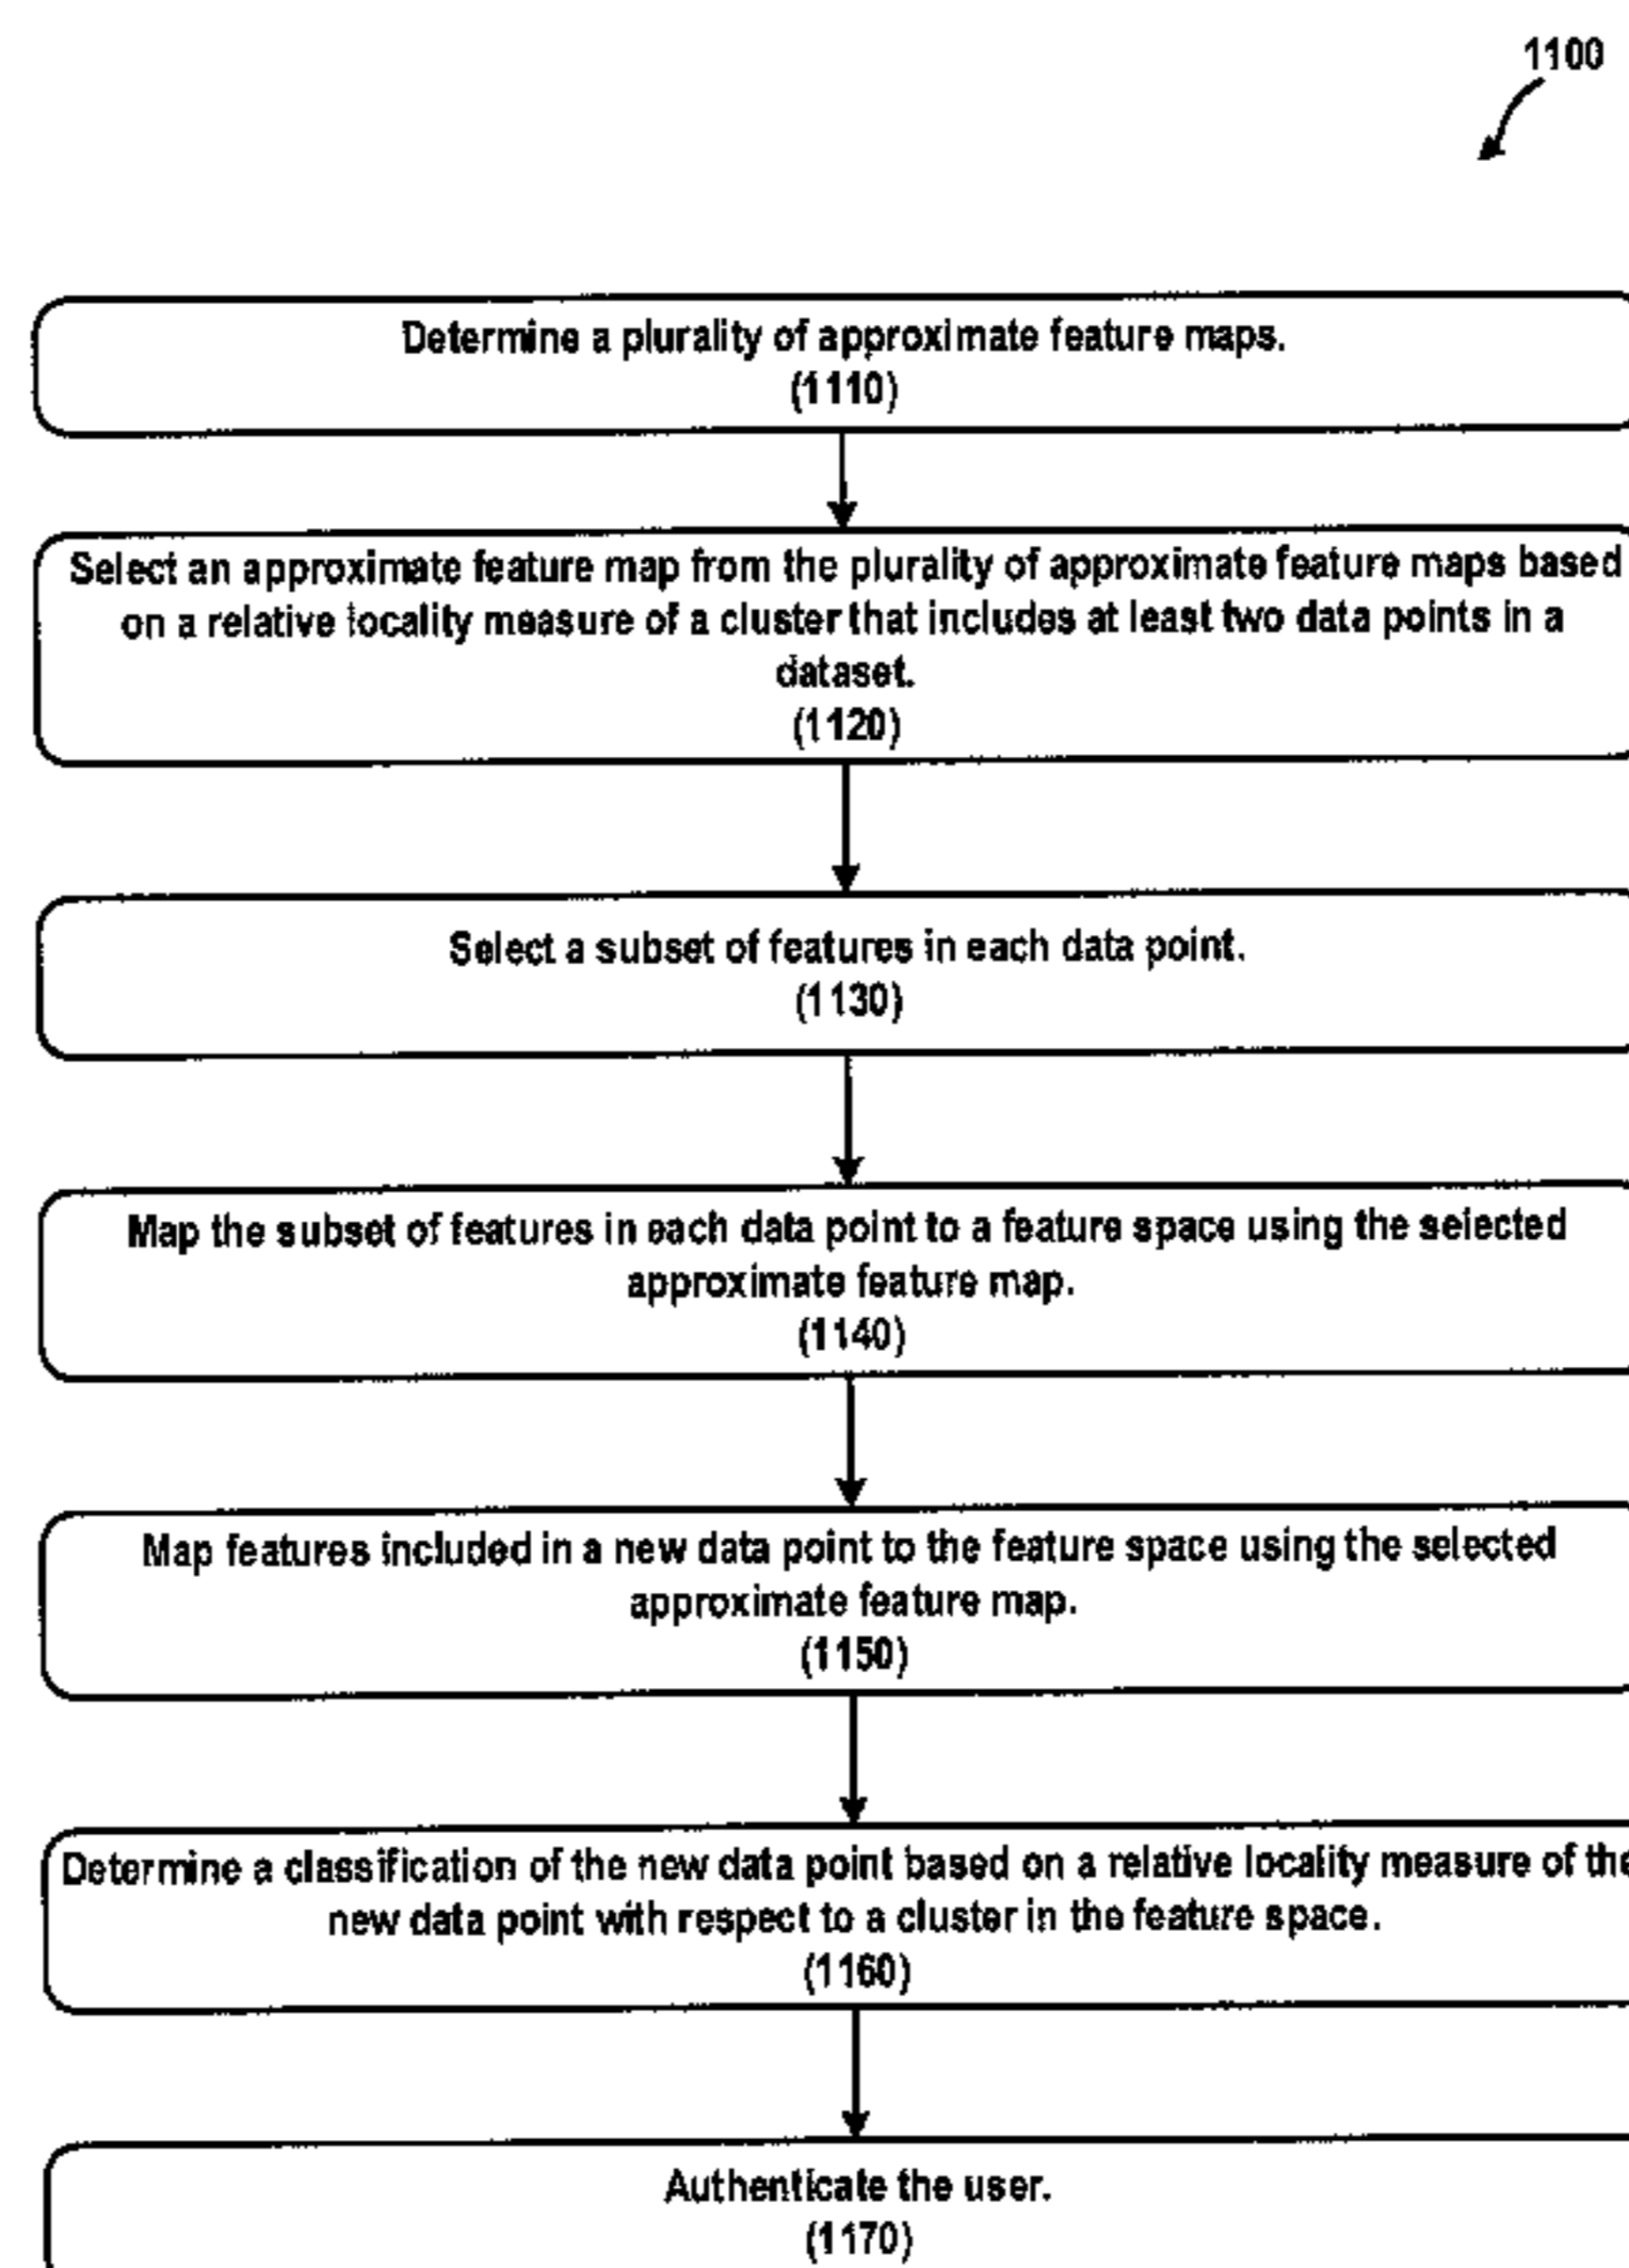 1100
Determine a plurality of approximate feature maps.
(1110)
Select an approximate feature map from the plurality of approximate feature maps based
on a relative locality measure of a cluster that includes at least two data points in a
dataset.
(1120)
Select a subset of features in each data point.
(1130)
Map the subset of features in each data point to a feature space using the selected
approximate feature map.
(1140)
Map features included in a new data point to the feature space using the selected
approximate feature map.
(1150)
Determine a classification of the new data point based on a relative locality measure of the
new data point with respect to a cluster in the feature space.
(1160)
Authenticate the user.
(1170)